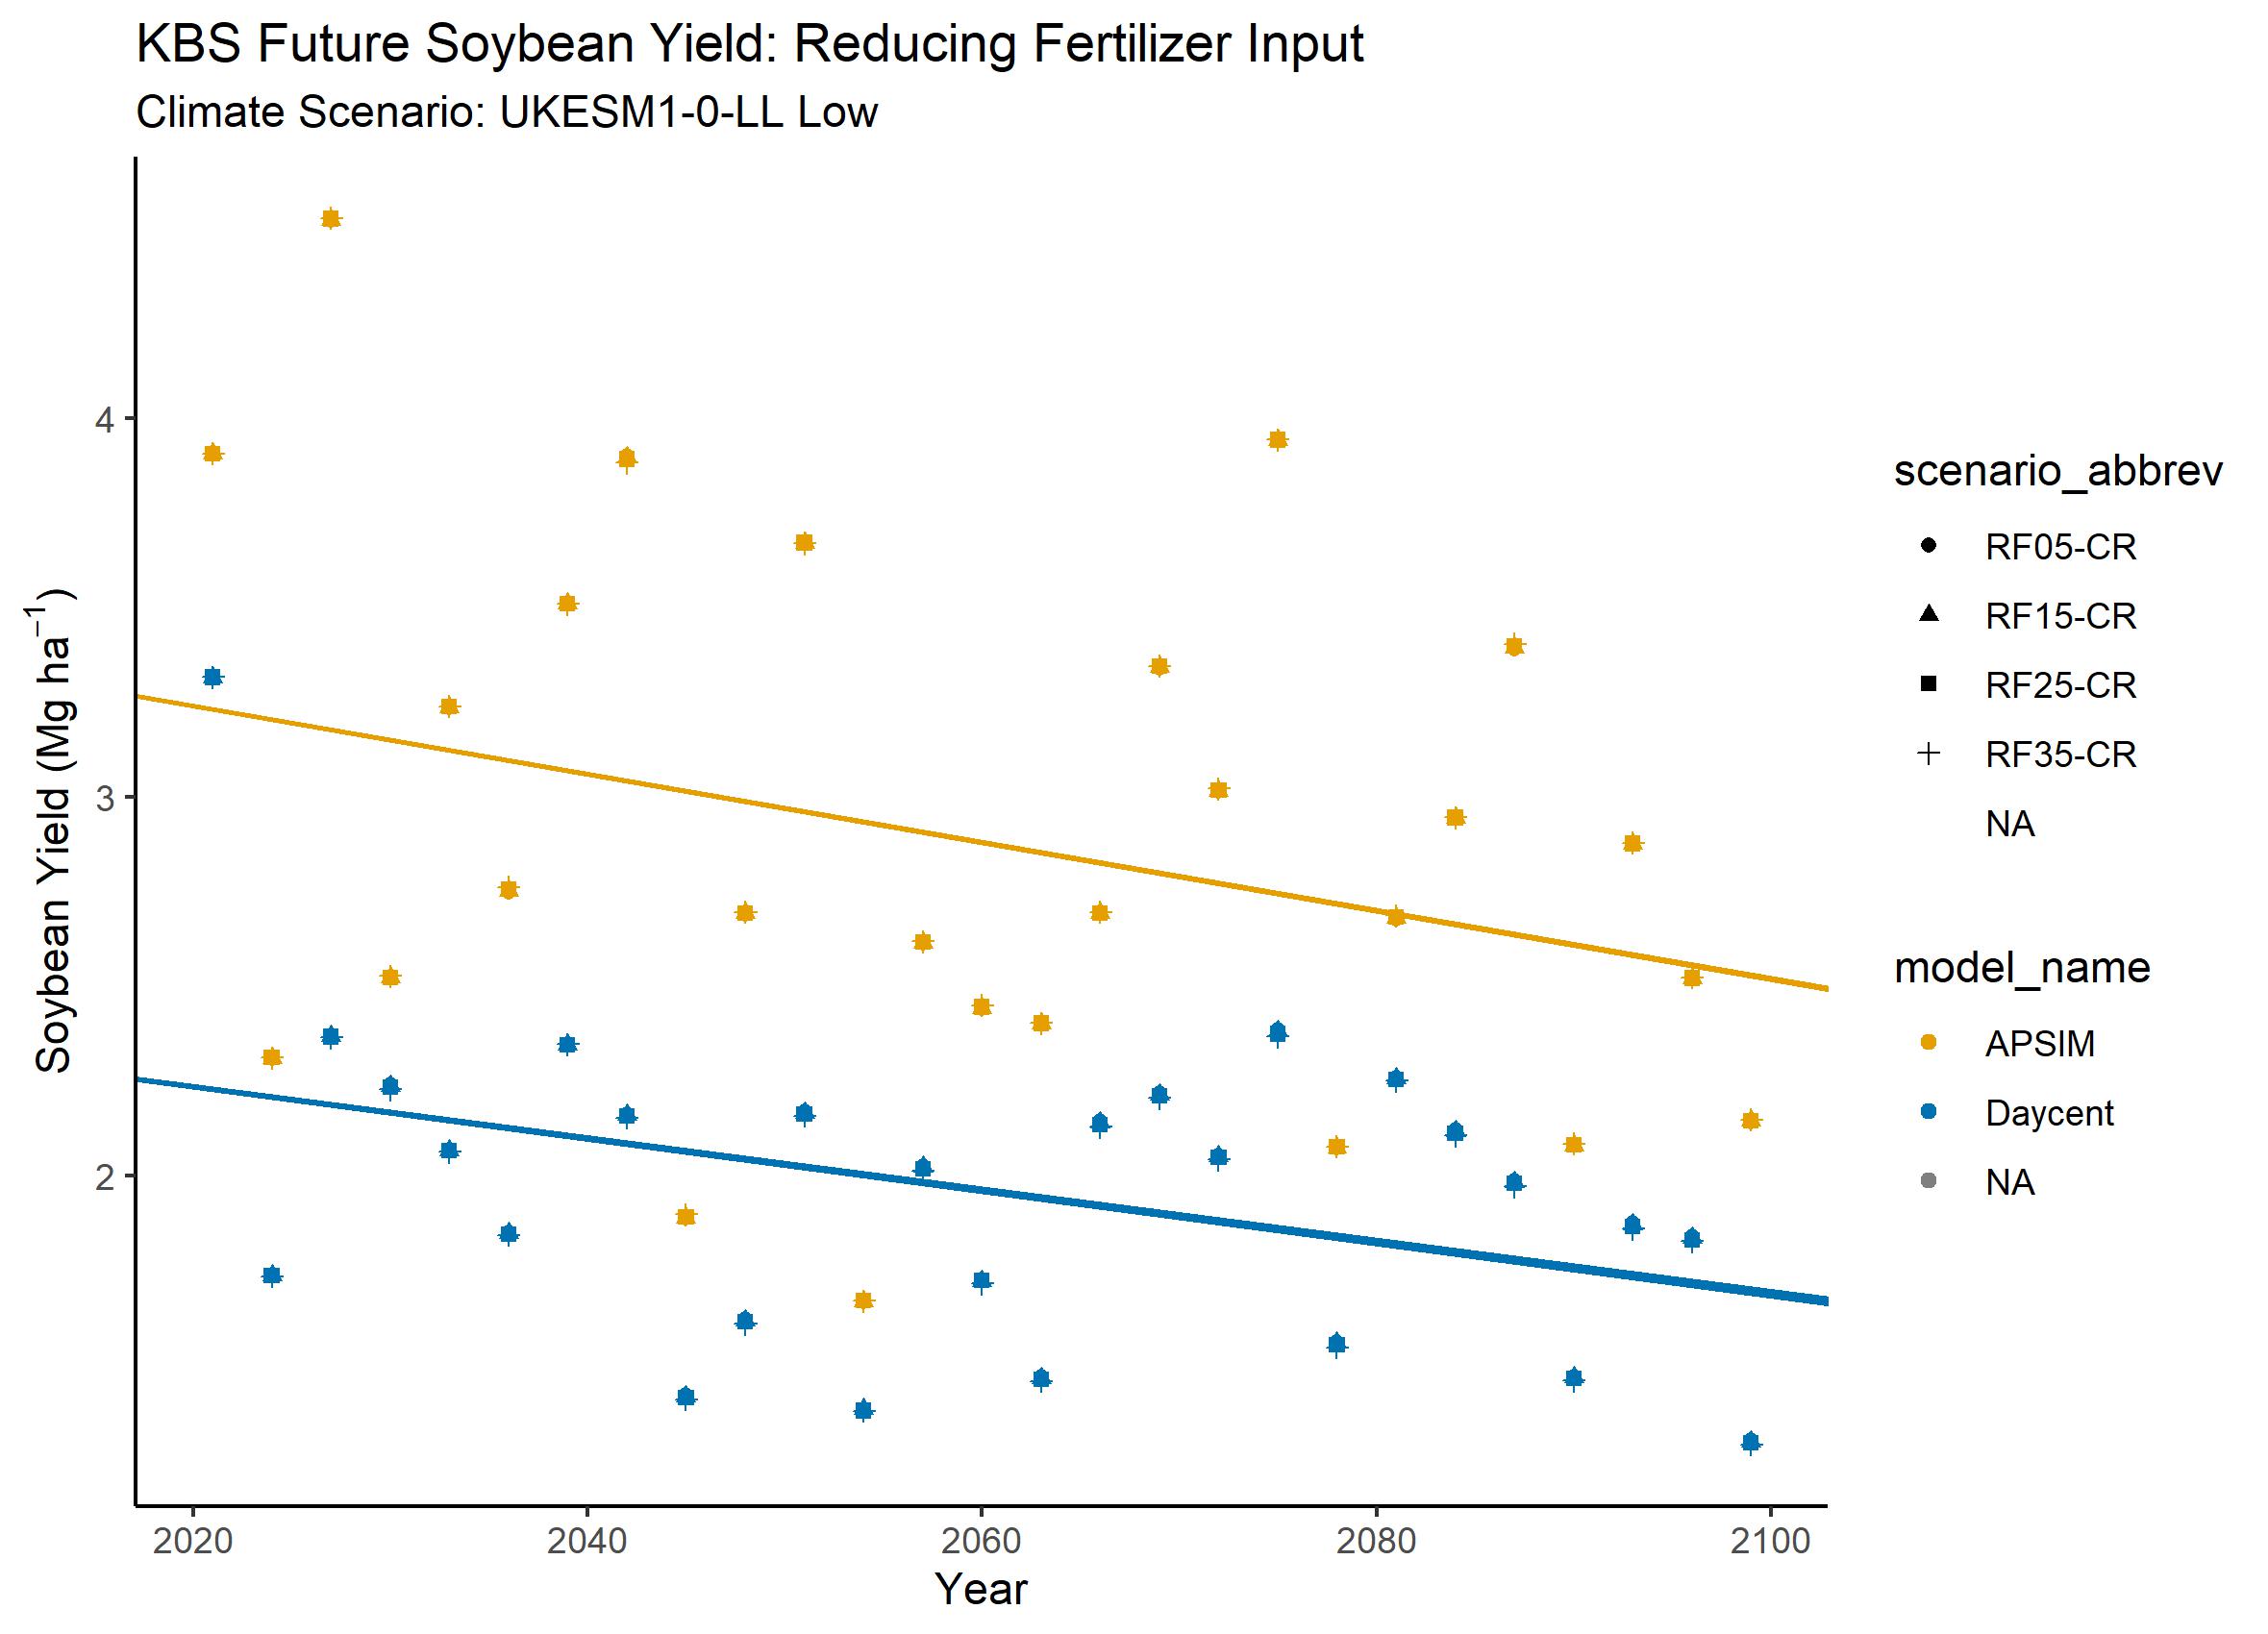 KBS Future Soybean Yield: Reducing Fertilizer Input
Climate Scenario: UKESM1-0-LL Low
Soybean Yield (Mg ha⁻¹)
4
3
2
2020
2040
2060
2080
2100
Year
scenario_abbrev
RF05-CR
RF15-CR
RF25-CR
RF35-CR
NA
model_name
APSIM
Daycent
NA